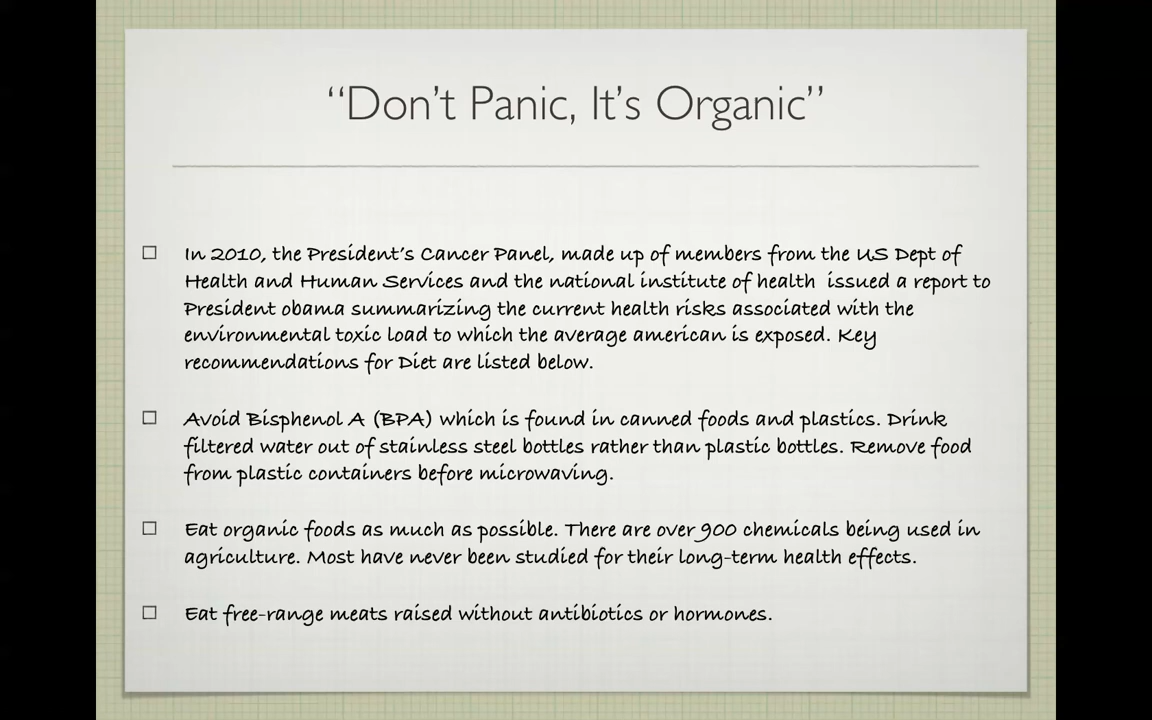 “Don’t Panic, It’s Organic”
In 2010, the President’s Cancer Panel, made up of members from the US Dept of
Health and Human Services and the national institute of health issued a report to
President obama summarizing the current health risks associated with the
environmental toxic load to which the average american is exposed. Key
recommendations for Diet are listed below.
Avoid Bisphenol A (BPA) which is found in canned foods and plastics. Drink
filtered water out of stainless steel bottles rather than plastic bottles. Remove food
from plastic containers before microwaving.
Eat organic foods as much as possible. There are over 900 chemicals being used in
agriculture. Most have never been studied for their long-term health effects.
Eat free-range meats raised without antibiotics or hormones.